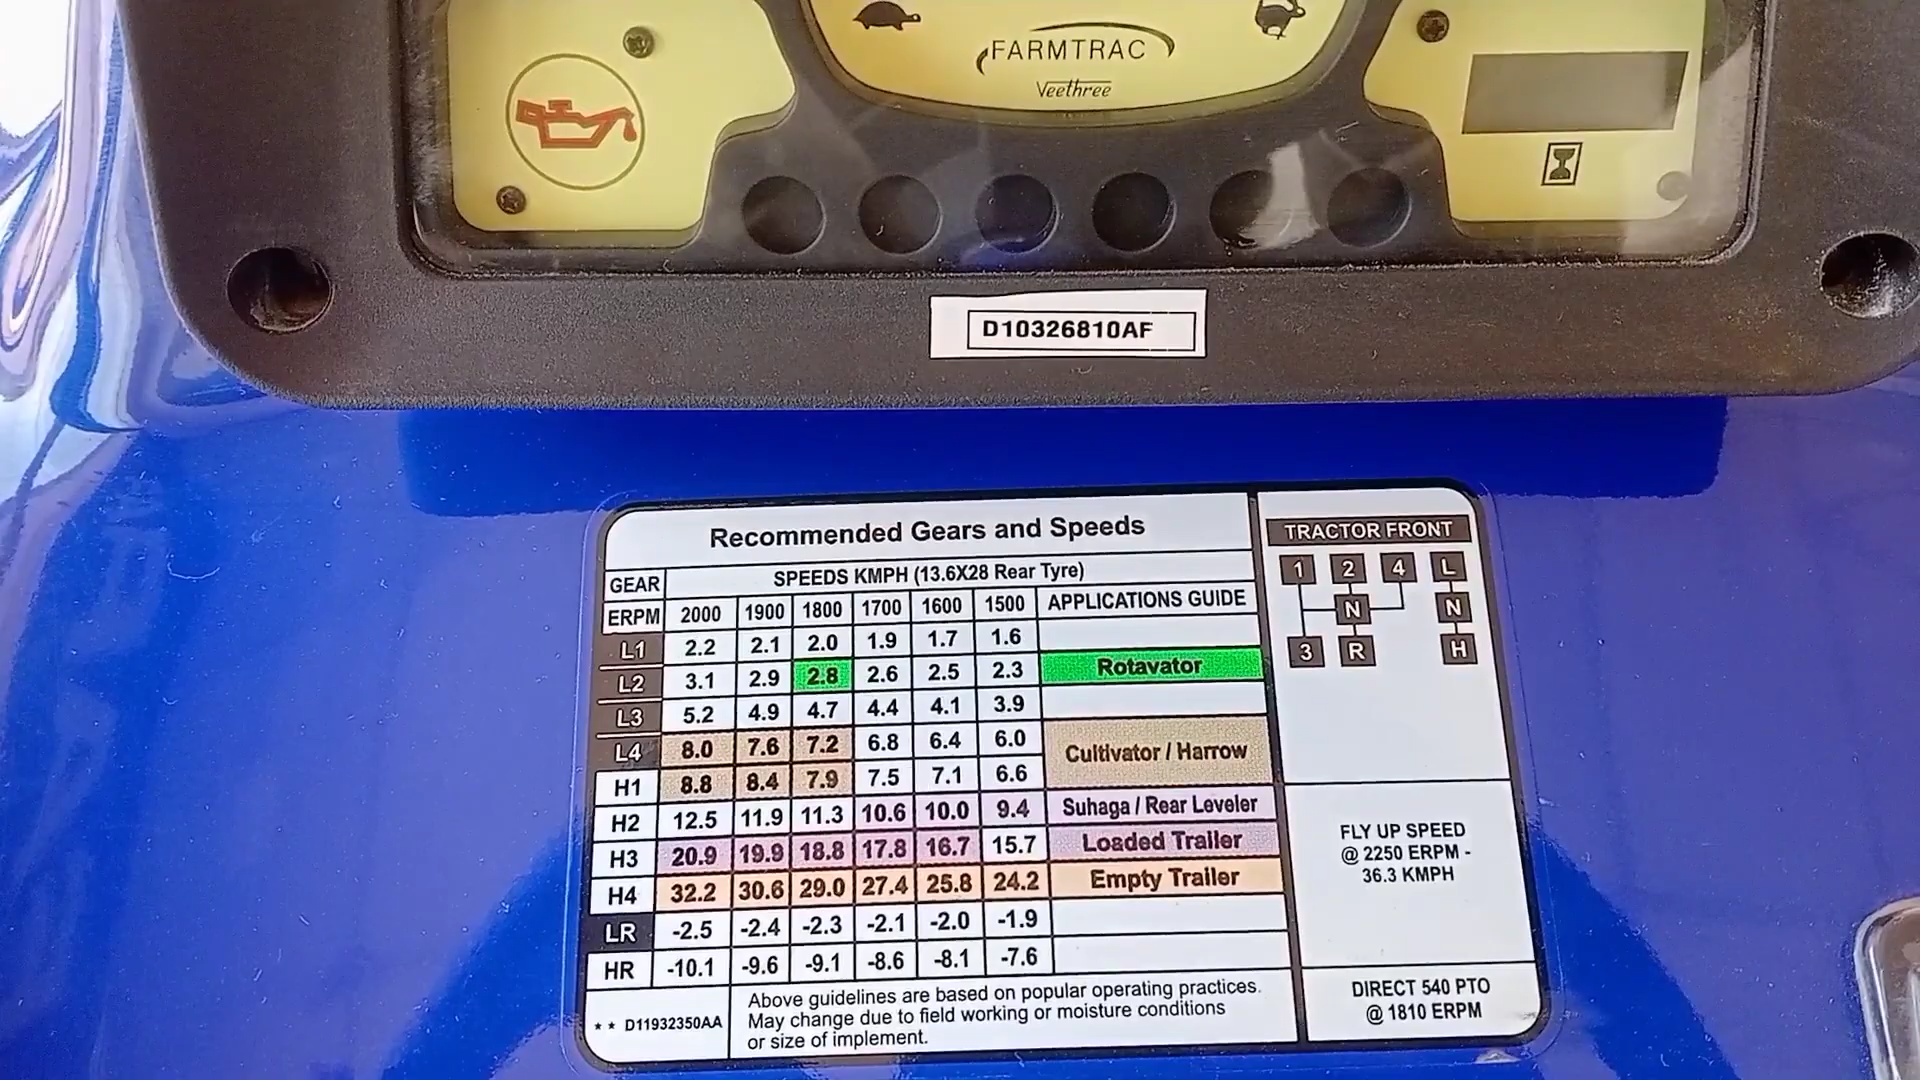 FARMTRAC
Veethree
D10326810AF
Recommended Gears and Speeds
GEAR SPEEDS KMPH (13.6X28 Rear Tyre)
ERPM 2000 1900 1800 1700 1600 1500 APPLICATIONS GUIDE
L1 2.2 2.1 2.0 1.9 1.7 1.6
L2 3.1 2.9 2.8 2.6 2.5 2.3 Rotavator
L3 5.2 4.9 4.7 4.4 4.1 3.9
L4 8.0 7.6 7.2 6.8 6.4 6.0
Cultivator / Harrow
H1 8.8 8.4 7.9 7.5 7.1 6.6
H2 12.5 11.9 11.3 10.6 10.0 9.4 Suhaga / Rear Leveler
H3 20.9 19.9 18.8 17.8 16.7 15.7 Loaded Trailer
H4 32.2 30.6 29.0 27.4 25.8 24.2 Empty Trailer
LR -2.5 -2.4 -2.3 -2.1 -2.0 -1.9
HR -10.1 -9.6 -9.1 -8.6 -8.1 -7.6
* * D11932350AA
Above guidelines are based on popular operating practices.
May change due to field working or moisture conditions
or size of implement.
TRACTOR FRONT
1 2 4 L
N N
3 R H
FLY UP SPEED
@ 2250 ERPM -
36.3 KMPH
DIRECT 540 PTO
@ 1810 ERPM